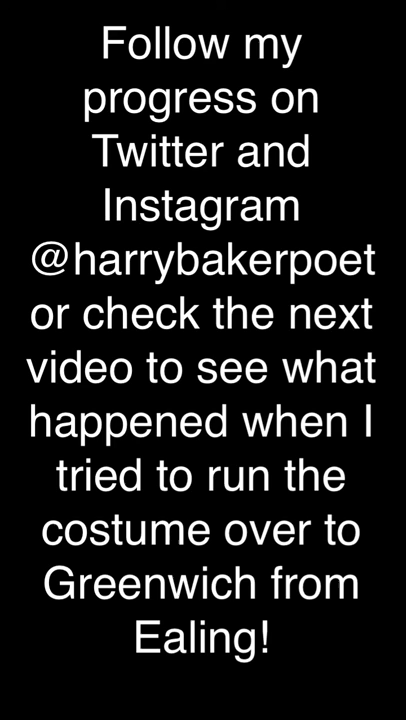 Follow my
progress on
Twitter and
Instagram
@harrybakerpoet
or check the next
video to see what
happened when I
tried to run the
costume over to
Greenwich from
Ealing!